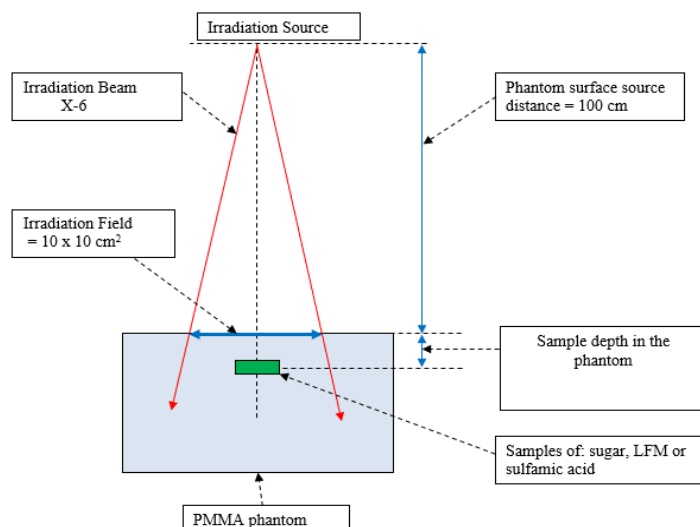 Irradiation Source
Irradiation Beam
X-6
Phantom surface source
distance = 100 cm
Irradiation Field
= 10 x 10 cm²
Sample depth in the
phantom
Samples of: sugar, LFM or
sulfamic acid
PMMA phantom